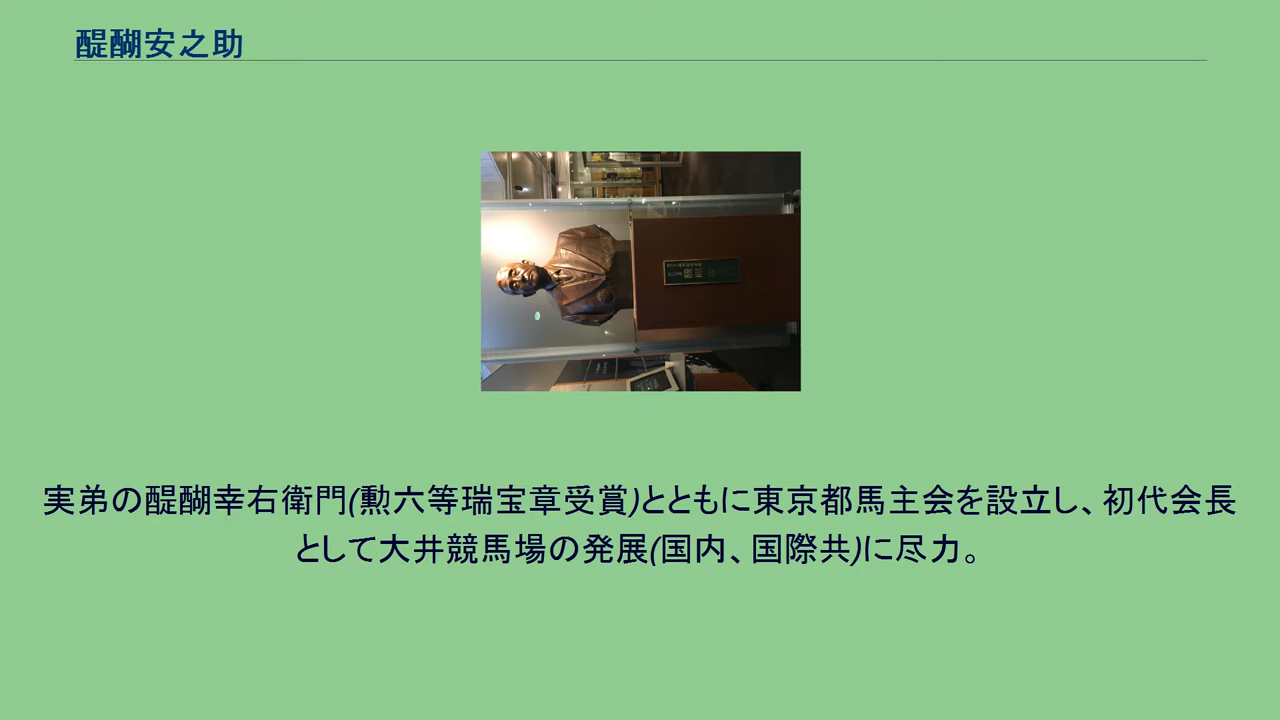 醍醐安之助
実弟の醍醐幸右衛門(勲六等瑞宝章受賞)とともに東京都馬主会を設立し、初代会長
として大井競馬場の発展(国内、国際共)に尽力。